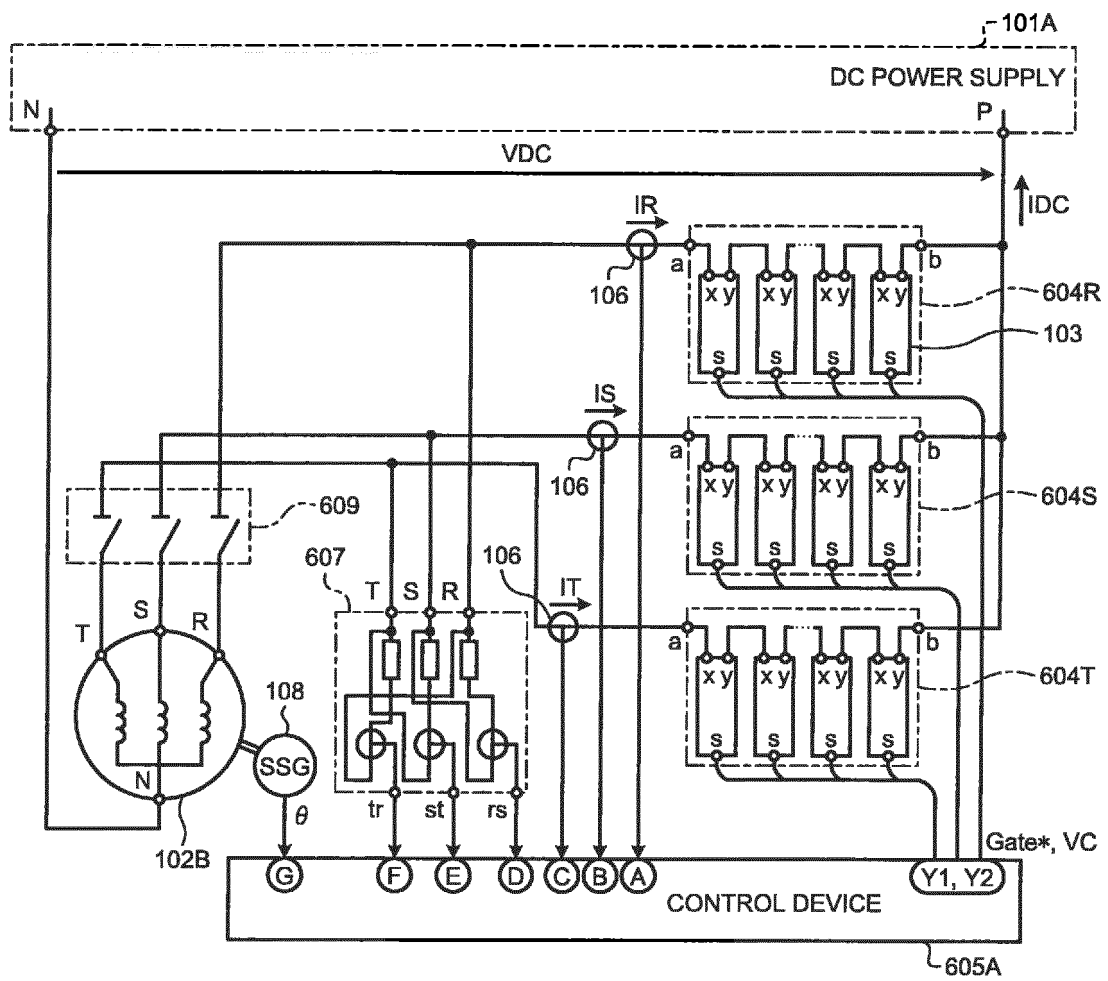 101A
DC POWER SUPPLY
N
P
VDC
IDC
IR
a
b
106
x y x y x y x y
604R
103
s s s s
IS
a
b
106
x y x y x y x y
604S
609
s s s s
607
106
T S R
IT
a
b
T S R
x y x y x y x y
604T
108
SSG
s s s s
N
θ
tr st rs
102B
Gate*, VC
G F E D C B A
Y1, Y2
CONTROL DEVICE
605A